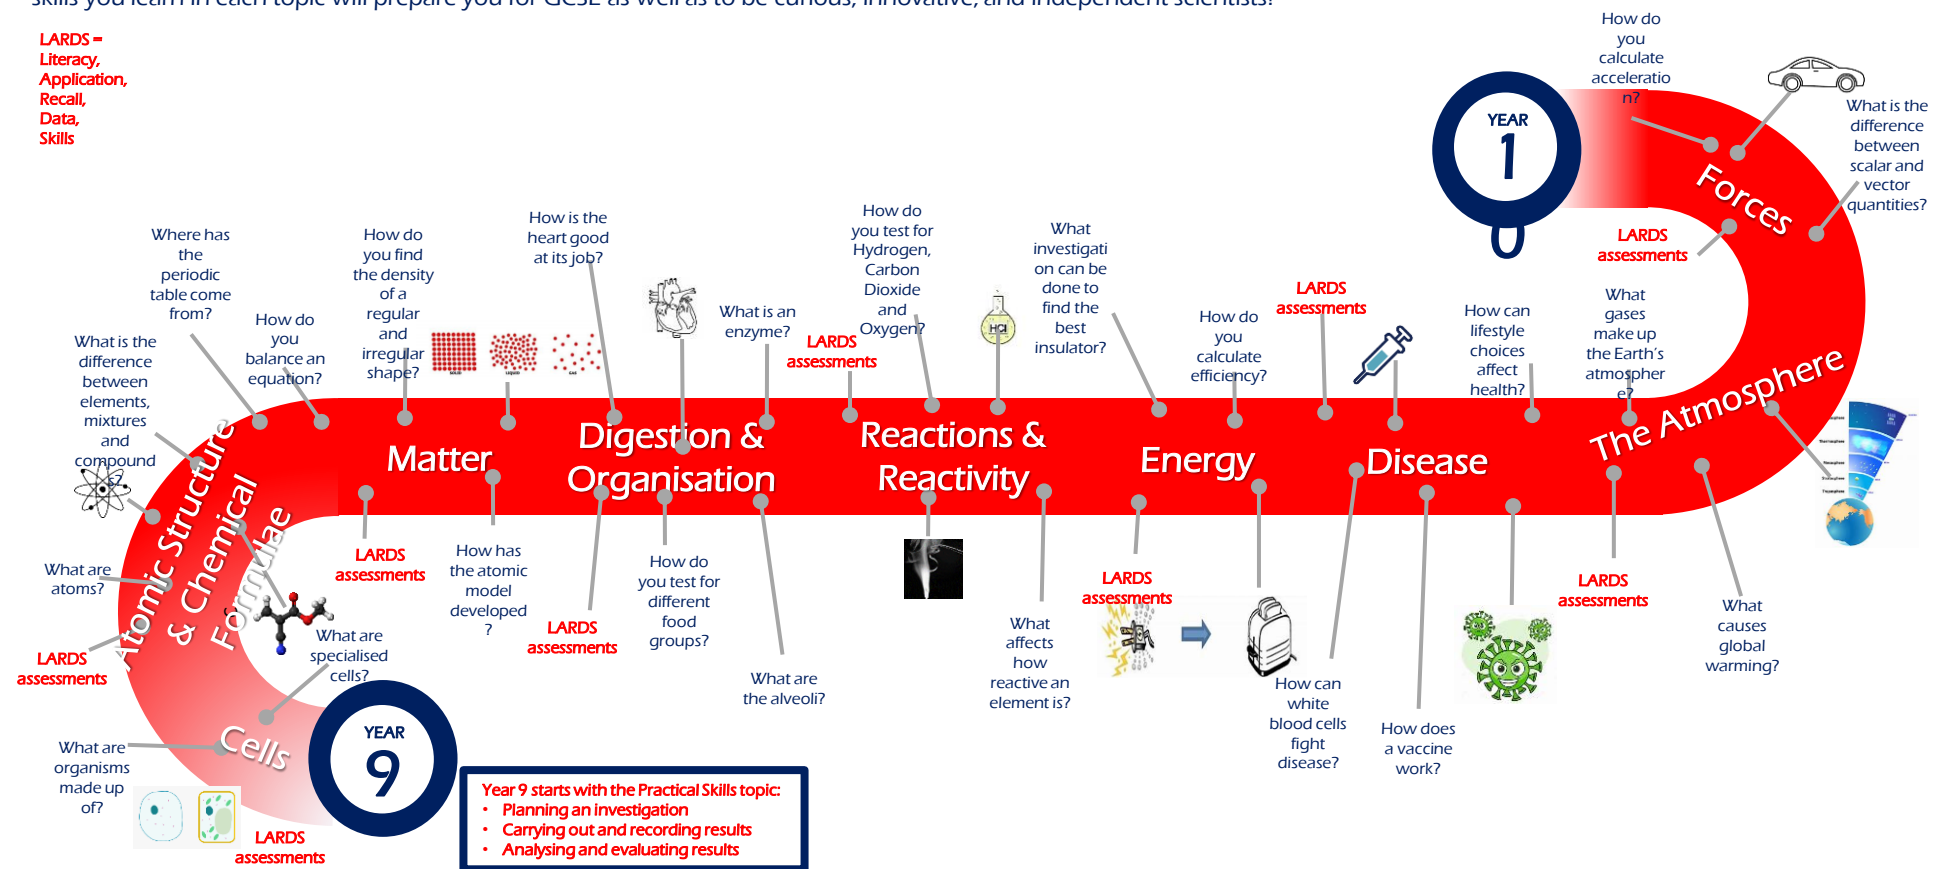 skills you learn in each topic will prepare you for GCSE as well as to be curious, innovative, and independent scientists!
LARDS =
Literacy,
Application,
Recall,
Data,
Skills
How do
you
calculate
acceleratio
n?
What is the
difference
between
scalar and
vector
quantities?
YEAR
1
0
Forces
LARDS
assessments
What
gases
make up
the Earth's
atmospher
e?
The Atmosphere
How can
lifestyle
choices
affect
health?
LARDS
assessments
How do
you
calculate
efficiency?
What
investigati
on can be
done to
find the
best
insulator?
HCl
How do
you test for
Hydrogen,
Carbon
Dioxide
and
Oxygen?
LARDS
assessments
What is an
enzyme?
How is the
heart good
at its job?
SOLID
LIQUID
GAS
How do
you find
the density
of a
regular
and
irregular
shape?
How do
you
balance an
equation?
Where has
the
periodic
table come
from?
What is the
difference
between
elements,
mixtures
and
compound
s?
Matter
Digestion &
Organisation
Reactions &
Reactivity
Energy
Disease
Atomic Structure
& Chemical
Formulae
What are
atoms?
LARDS
assessments
LARDS
assessments
How has
the atomic
model
developed
?
LARDS
assessments
How do
you test for
different
food
groups?
What are
the alveoli?
What
affects
how
reactive an
element is?
LARDS
assessments
How can
white
blood cells
fight
disease?
How does
a vaccine
work?
LARDS
assessments
What
causes
global
warming?
What are
specialised
cells?
Cells
What are
organisms
made up
of?
LARDS
assessments
YEAR
9
Year 9 starts with the Practical Skills topic:
• Planning an investigation
• Carrying out and recording results
• Analysing and evaluating results